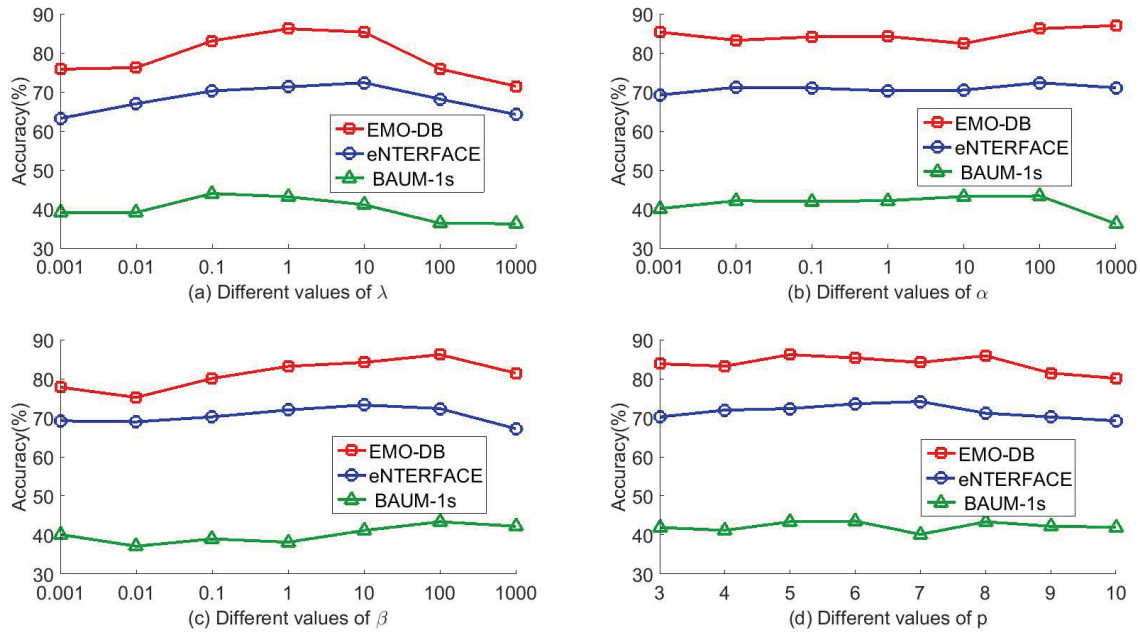 90
80
70
60
50
40
30
Accuracy(%)
EMO-DB
eNTERFACE
BAUM-1s
0.001 0.01 0.1 1 10 100 1000
(a) Different values of λ
90
80
70
60
50
40
30
Accuracy(%)
EMO-DB
eNTERFACE
BAUM-1s
0.001 0.01 0.1 1 10 100 1000
(b) Different values of α
90
80
70
60
50
40
30
Accuracy(%)
EMO-DB
eNTERFACE
BAUM-1s
0.001 0.01 0.1 1 10 100 1000
(c) Different values of β
90
80
70
60
50
40
30
Accuracy(%)
EMO-DB
eNTERFACE
BAUM-1s
3 4 5 6 7 8 9 10
(d) Different values of p